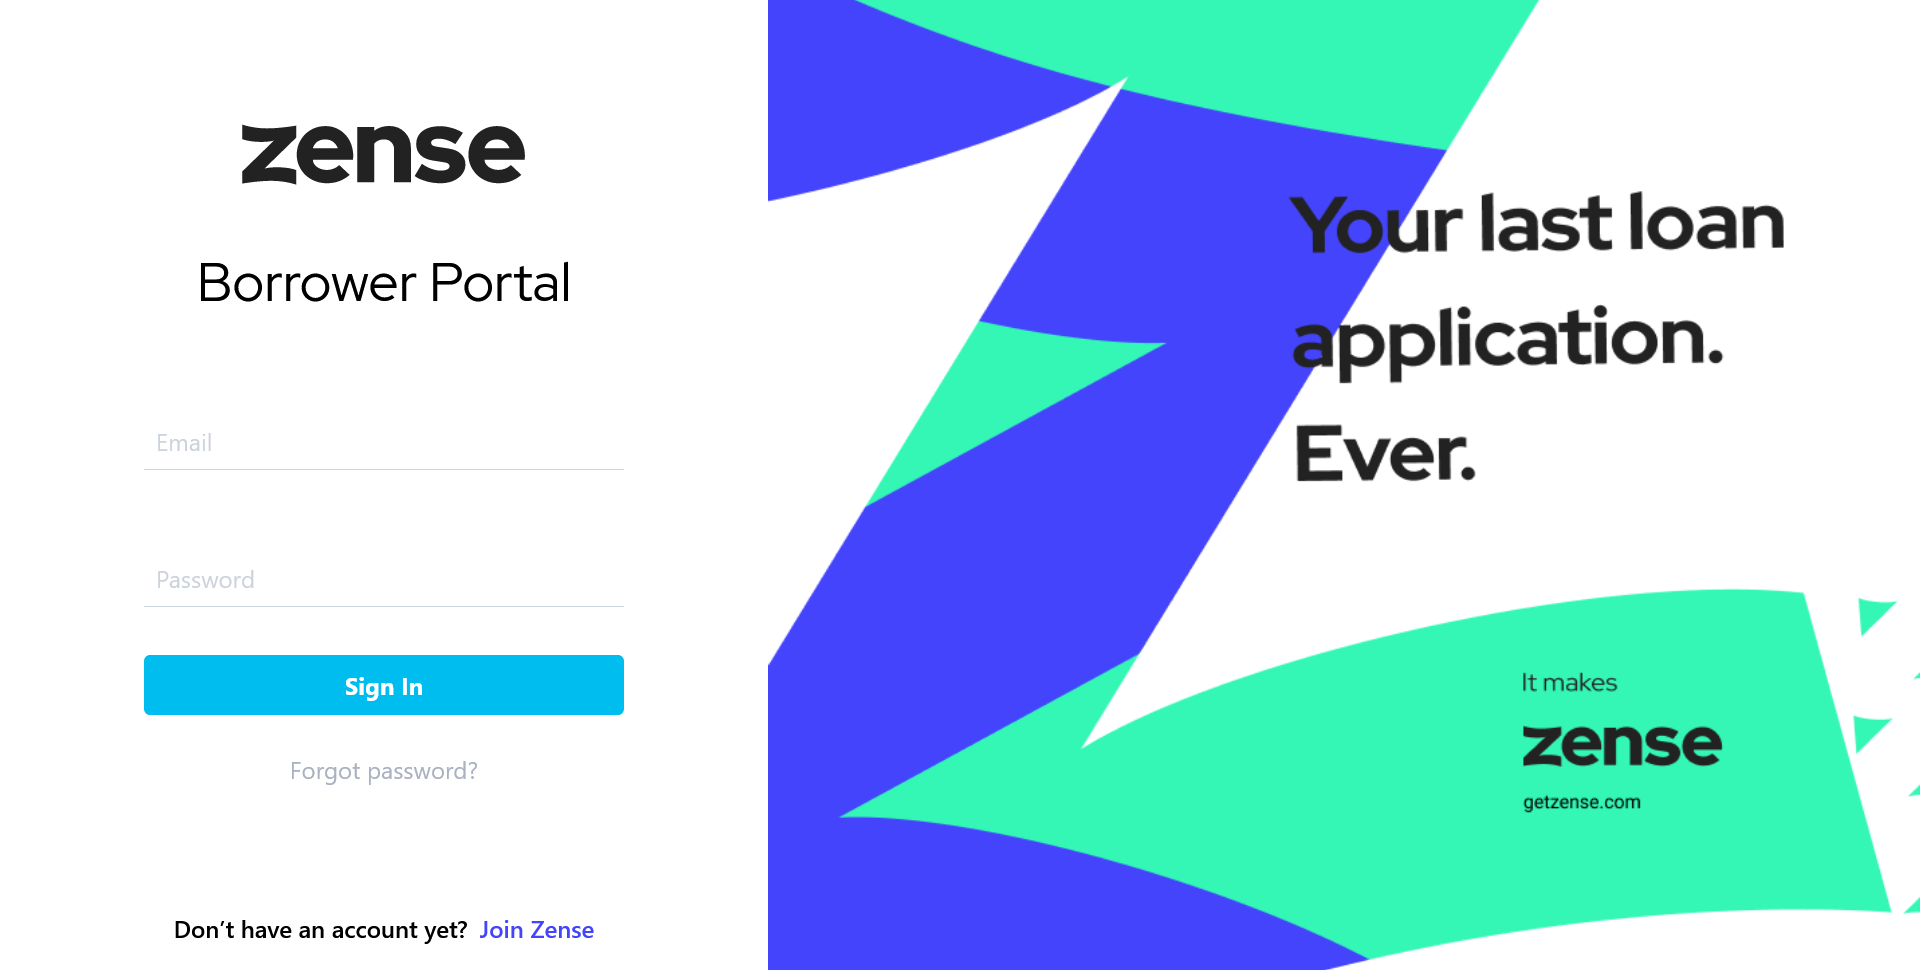 zense
Borrower Portal
Email
Password
Sign In
Forgot password?
Don't have an account yet? Join Zense
Your last loan
application.
Ever.
It makes
zense
getzense.com